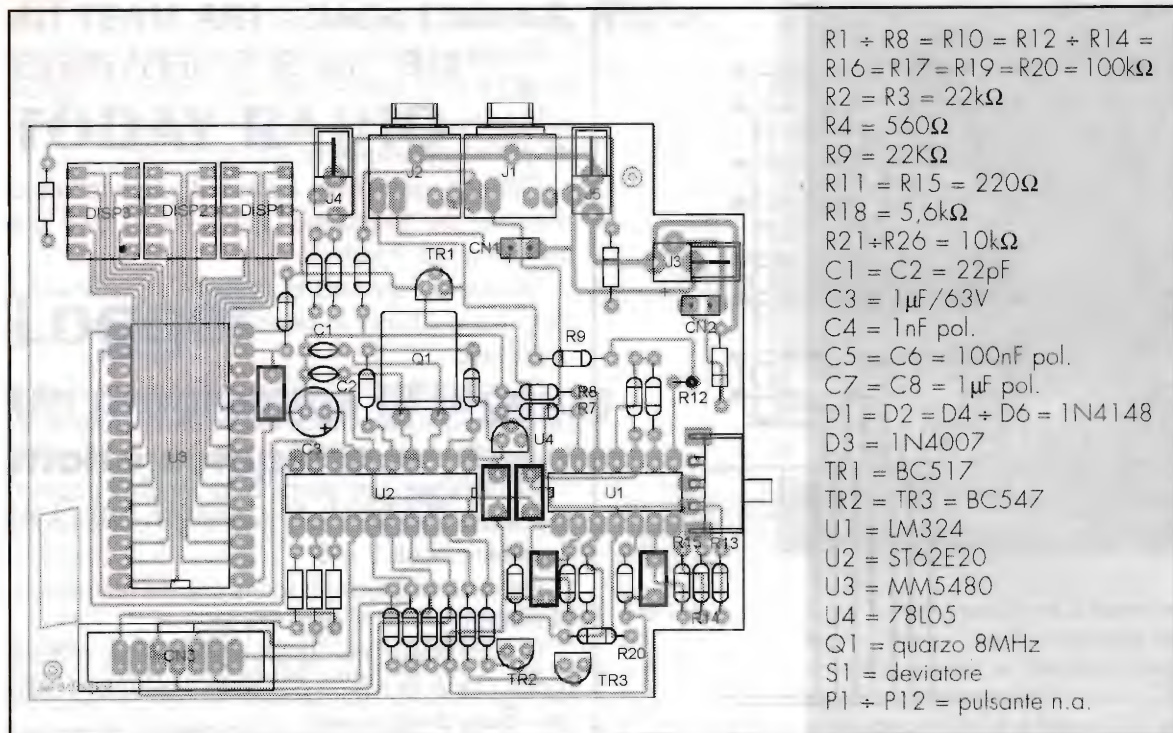 R1 ÷ R8 = R10 = R12 ÷ R14 =
R16 = R17 = R19 = R20 = 100kΩ
R2 = R3 = 22kΩ
R4 = 560Ω
R9 = 22KΩ
R11 = R15 = 220Ω
R18 = 5,6kΩ
R21÷R26 = 10kΩ
C1 = C2 = 22pF
C3 = 1µF/63V
C4 = 1nF pol.
C5 = C6 = 100nF pol.
C7 = C8 = 1µF pol.
D1 = D2 = D4 ÷ D6 = 1N4148
D3 = 1N4007
TR1 = BC517
TR2 = TR3 = BC547
U1 = LM324
U2 = ST62E20
U3 = MM5480
U4 = 78L05
Q1 = quarzo 8MHz
S1 = deviatore
P1 ÷ P12 = pulsante n.a.
J4
J2
J1
J5
DISP3
DISP23
DISP13
CN1
TR1
J3
+
CN2
C1
Q1
R9
C2
R8
R12
R7
U3
C3
+
U4
U2
U1
R15
R13
R14
R20
TR2
TR3